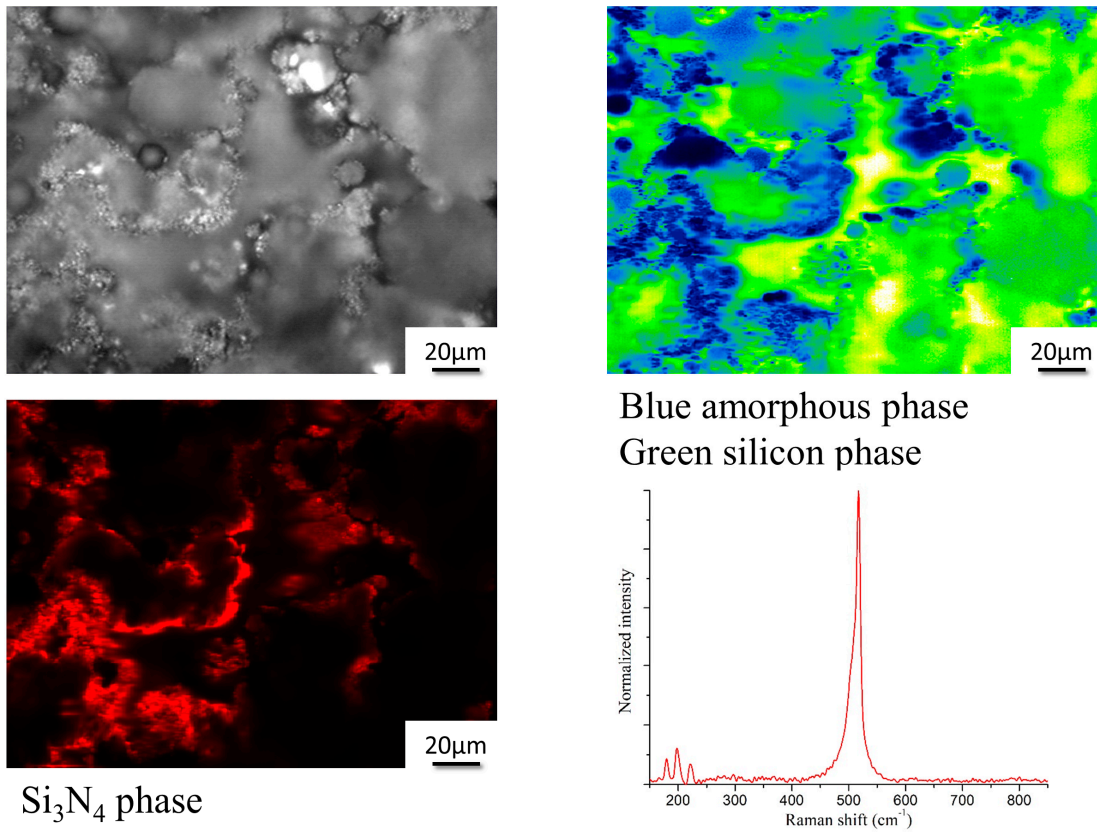 20μm
20μm
Blue amorphous phase
Green silicon phase
20μm
Si₃N₄ phase
Normalized intensity
200 300 400 500 600 700 800
Raman shift (cm⁻¹)